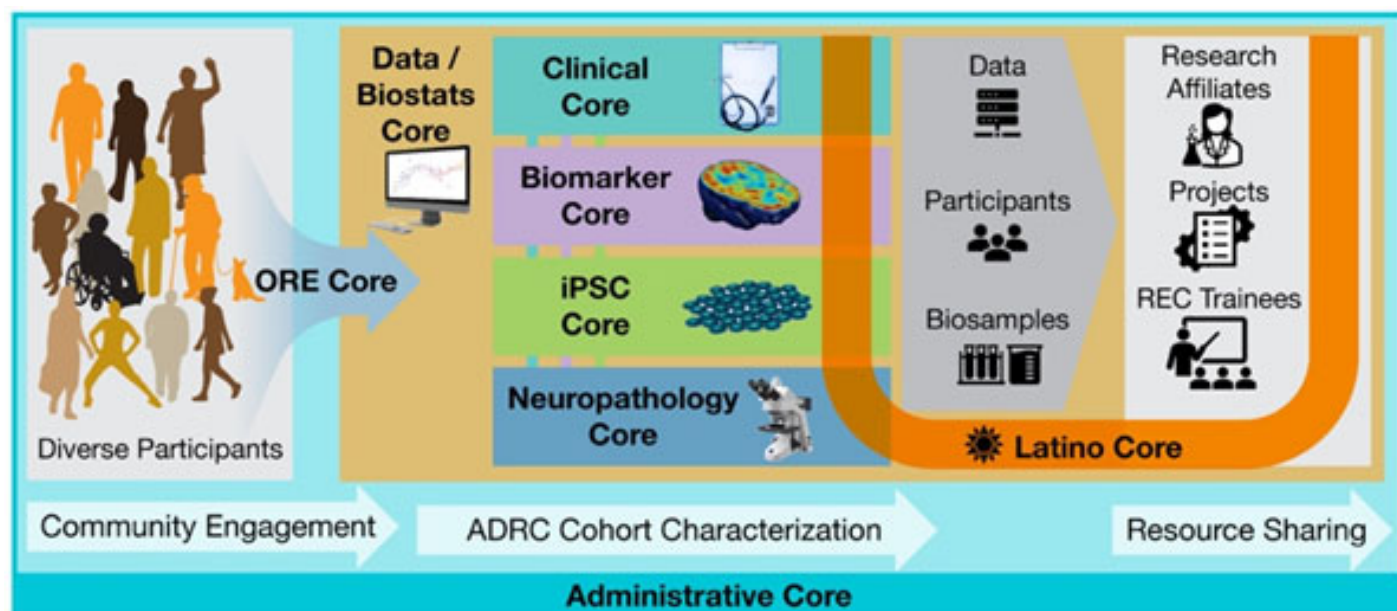 Diverse Participants
ORE Core
Data /
Biostats
Core
Clinical
Core
Biomarker
Core
iPSC
Core
Neuropathology
Core
Data
Participants
Biosamples
Research
Affiliates
Projects
REC Trainees
Latino Core
Community Engagement
ADRC Cohort Characterization
Resource Sharing
Administrative Core